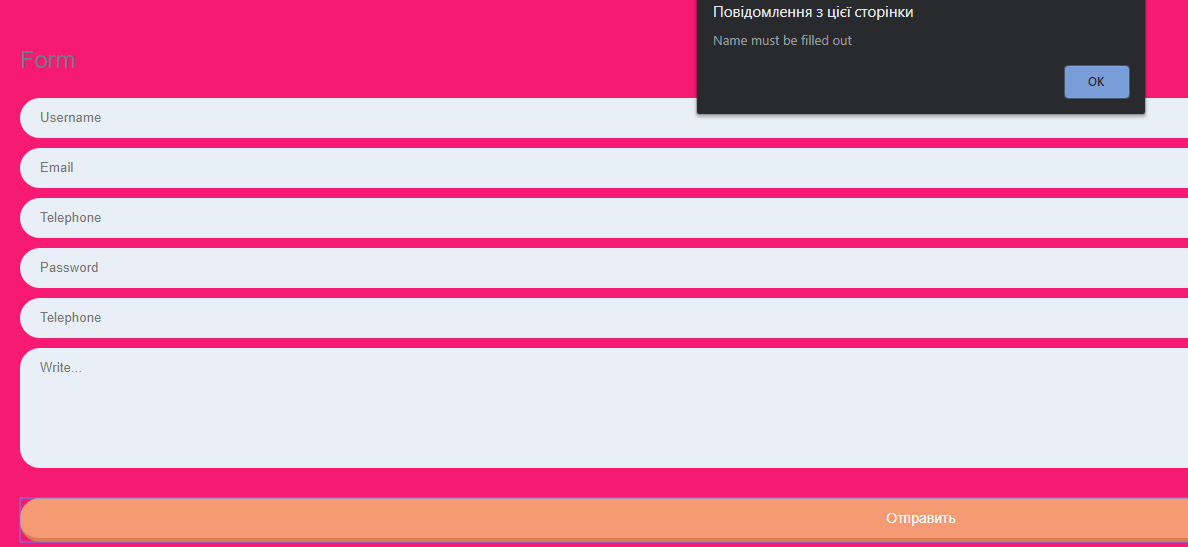 Повідомлення з цієї сторінки
Name must be filled out
OK
Form
Username
Email
Telephone
Password
Telephone
Write...
Отправить